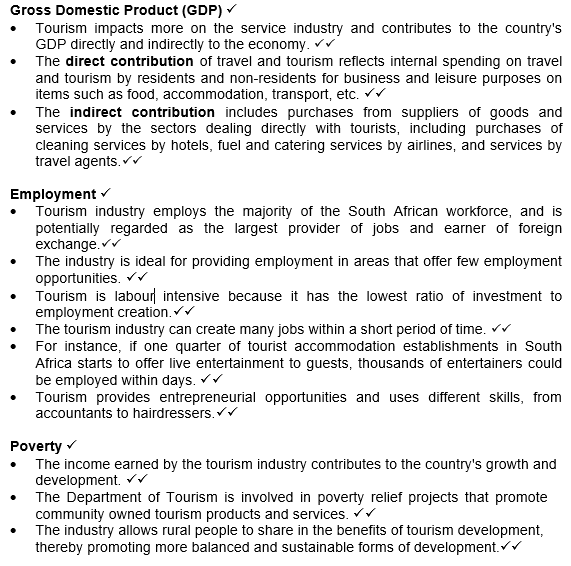 Gross Domestic Product (GDP) ✓
• Tourism impacts more on the service industry and contributes to the country's
GDP directly and indirectly to the economy. ✓✓
• The direct contribution of travel and tourism reflects internal spending on travel
and tourism by residents and non-residents for business and leisure purposes on
items such as food, accommodation, transport, etc. ✓✓
• The indirect contribution includes purchases from suppliers of goods and
services by the sectors dealing directly with tourists, including purchases of
cleaning services by hotels, fuel and catering services by airlines, and services by
travel agents.✓✓
Employment ✓
• Tourism industry employs the majority of the South African workforce, and is
potentially regarded as the largest provider of jobs and earner of foreign
exchange.✓✓
• The industry is ideal for providing employment in areas that offer few employment
opportunities. ✓✓
• Tourism is labour intensive because it has the lowest ratio of investment to
employment creation.✓✓
• The tourism industry can create many jobs within a short period of time. ✓✓
• For instance, if one quarter of tourist accommodation establishments in South
Africa starts to offer live entertainment to guests, thousands of entertainers could
be employed within days. ✓✓
• Tourism provides entrepreneurial opportunities and uses different skills, from
accountants to hairdressers.✓✓
Poverty ✓
• The income earned by the tourism industry contributes to the country's growth and
development. ✓✓
• The Department of Tourism is involved in poverty relief projects that promote
community owned tourism products and services. ✓✓
• The industry allows rural people to share in the benefits of tourism development,
thereby promoting more balanced and sustainable forms of development.✓✓